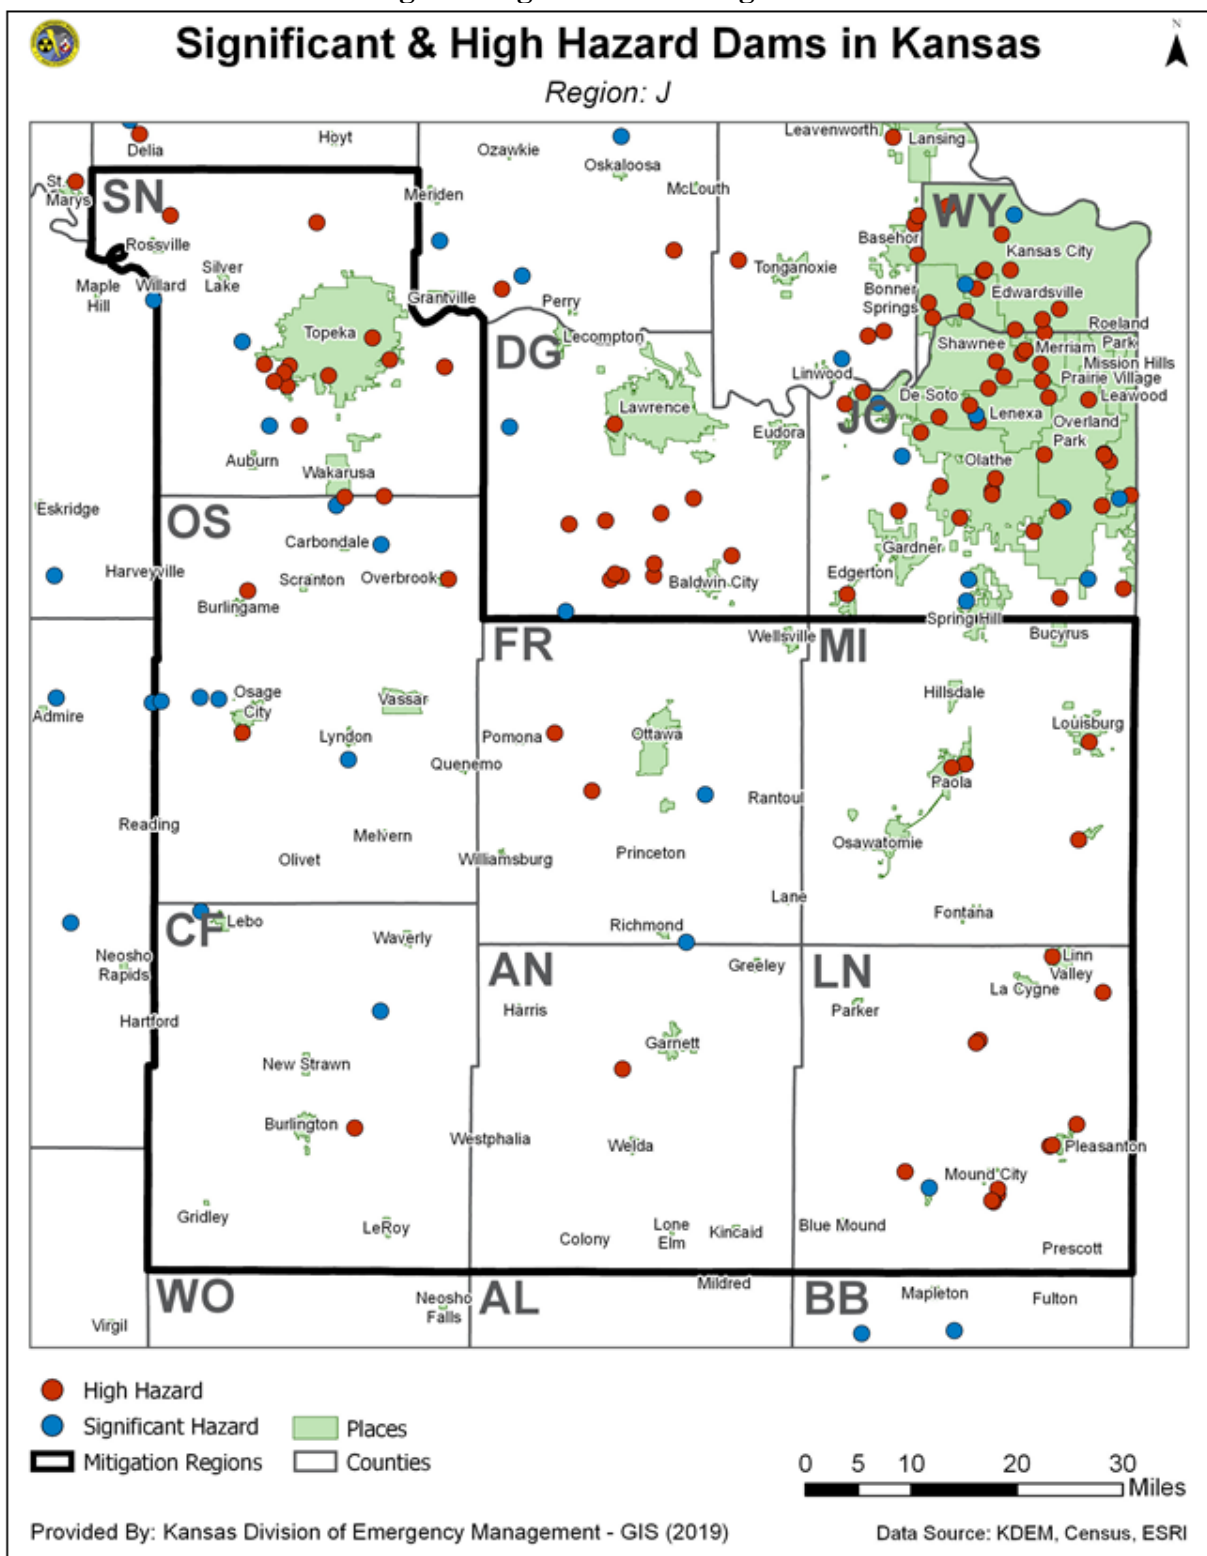 Significant & High Hazard Dams in Kansas
Region: J
N
Delia
Hoyt
Ozawkie
Oskaloosa
McLouth
Leavenworth
Lansing
St.
Marys
SN
Meriden
WY
Rossville
Basehor
Kansas City
Maple
Hill
Willard
Silver
Lake
Grantville
Perry
Tonganoxie
Bonner
Springs
Edwardsville
Topeka
Lecompton
DG
Shawnee
Merriam
Roeland
Park
Mission Hills
Linwood
Prairie Village
Lawrence
De Soto
Leawood
JO
Lenexa
Overland
Park
Eudora
Auburn
Wakarusa
Olathe
Eskridge
OS
Carbondale
Gardner
Harveyville
Scranton
Overbrook
Baldwin City
Edgerton
Burlingame
Spring Hill
FR
Wellsville
MI
Bucyrus
Admire
Osage
City
Vassar
Hillsdale
Louisburg
Lyndon
Pomona
Ottawa
Quenemo
Paola
Rantoul
Reading
Melvern
Osawatomie
Olivet
Williamsburg
Princeton
Lane
CF
Lebo
Richmond
Fontana
Waverly
Neosho
Rapids
AN
Greeley
LN
Linn
Valley
La Cygne
Hartford
Harris
Parker
New Strawn
Garnett
Burlington
Westphalia
Welda
Pleasanton
Mound City
Gridley
LeRoy
Colony
Lone
Elm
Kincaid
Blue Mound
Prescott
WO
AL
Mildred
BB
Mapleton
Fulton
Neosho
Falls
Virgil
High Hazard
Significant Hazard
Places
Mitigation Regions
Counties
0 5 10 20 30
Miles
Provided By: Kansas Division of Emergency Management - GIS (2019)
Data Source: KDEM, Census, ESRI